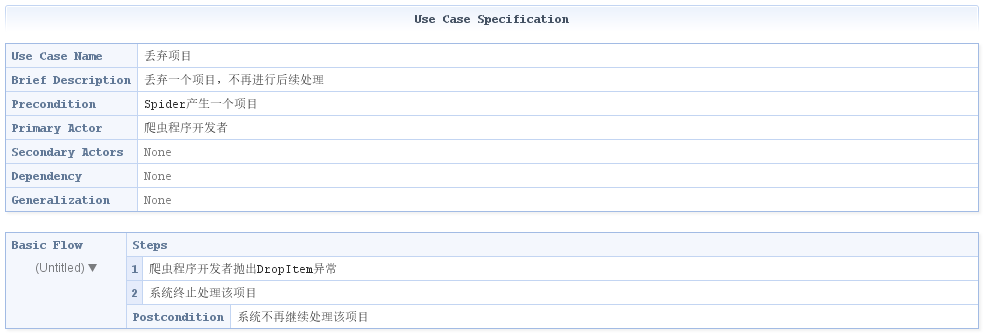 Use Case Specification
Use Case Name 丢弃项目
Brief Description 丢弃一个项目，不再进行后续处理
Precondition Spider产生一个项目
Primary Actor 爬虫程序开发者
Secondary Actors None
Dependency None
Generalization None
Basic Flow Steps
(Untitled) ▼ 1 爬虫程序开发者抛出DropItem异常
2 系统终止处理该项目
Postcondition 系统不再继续处理该项目